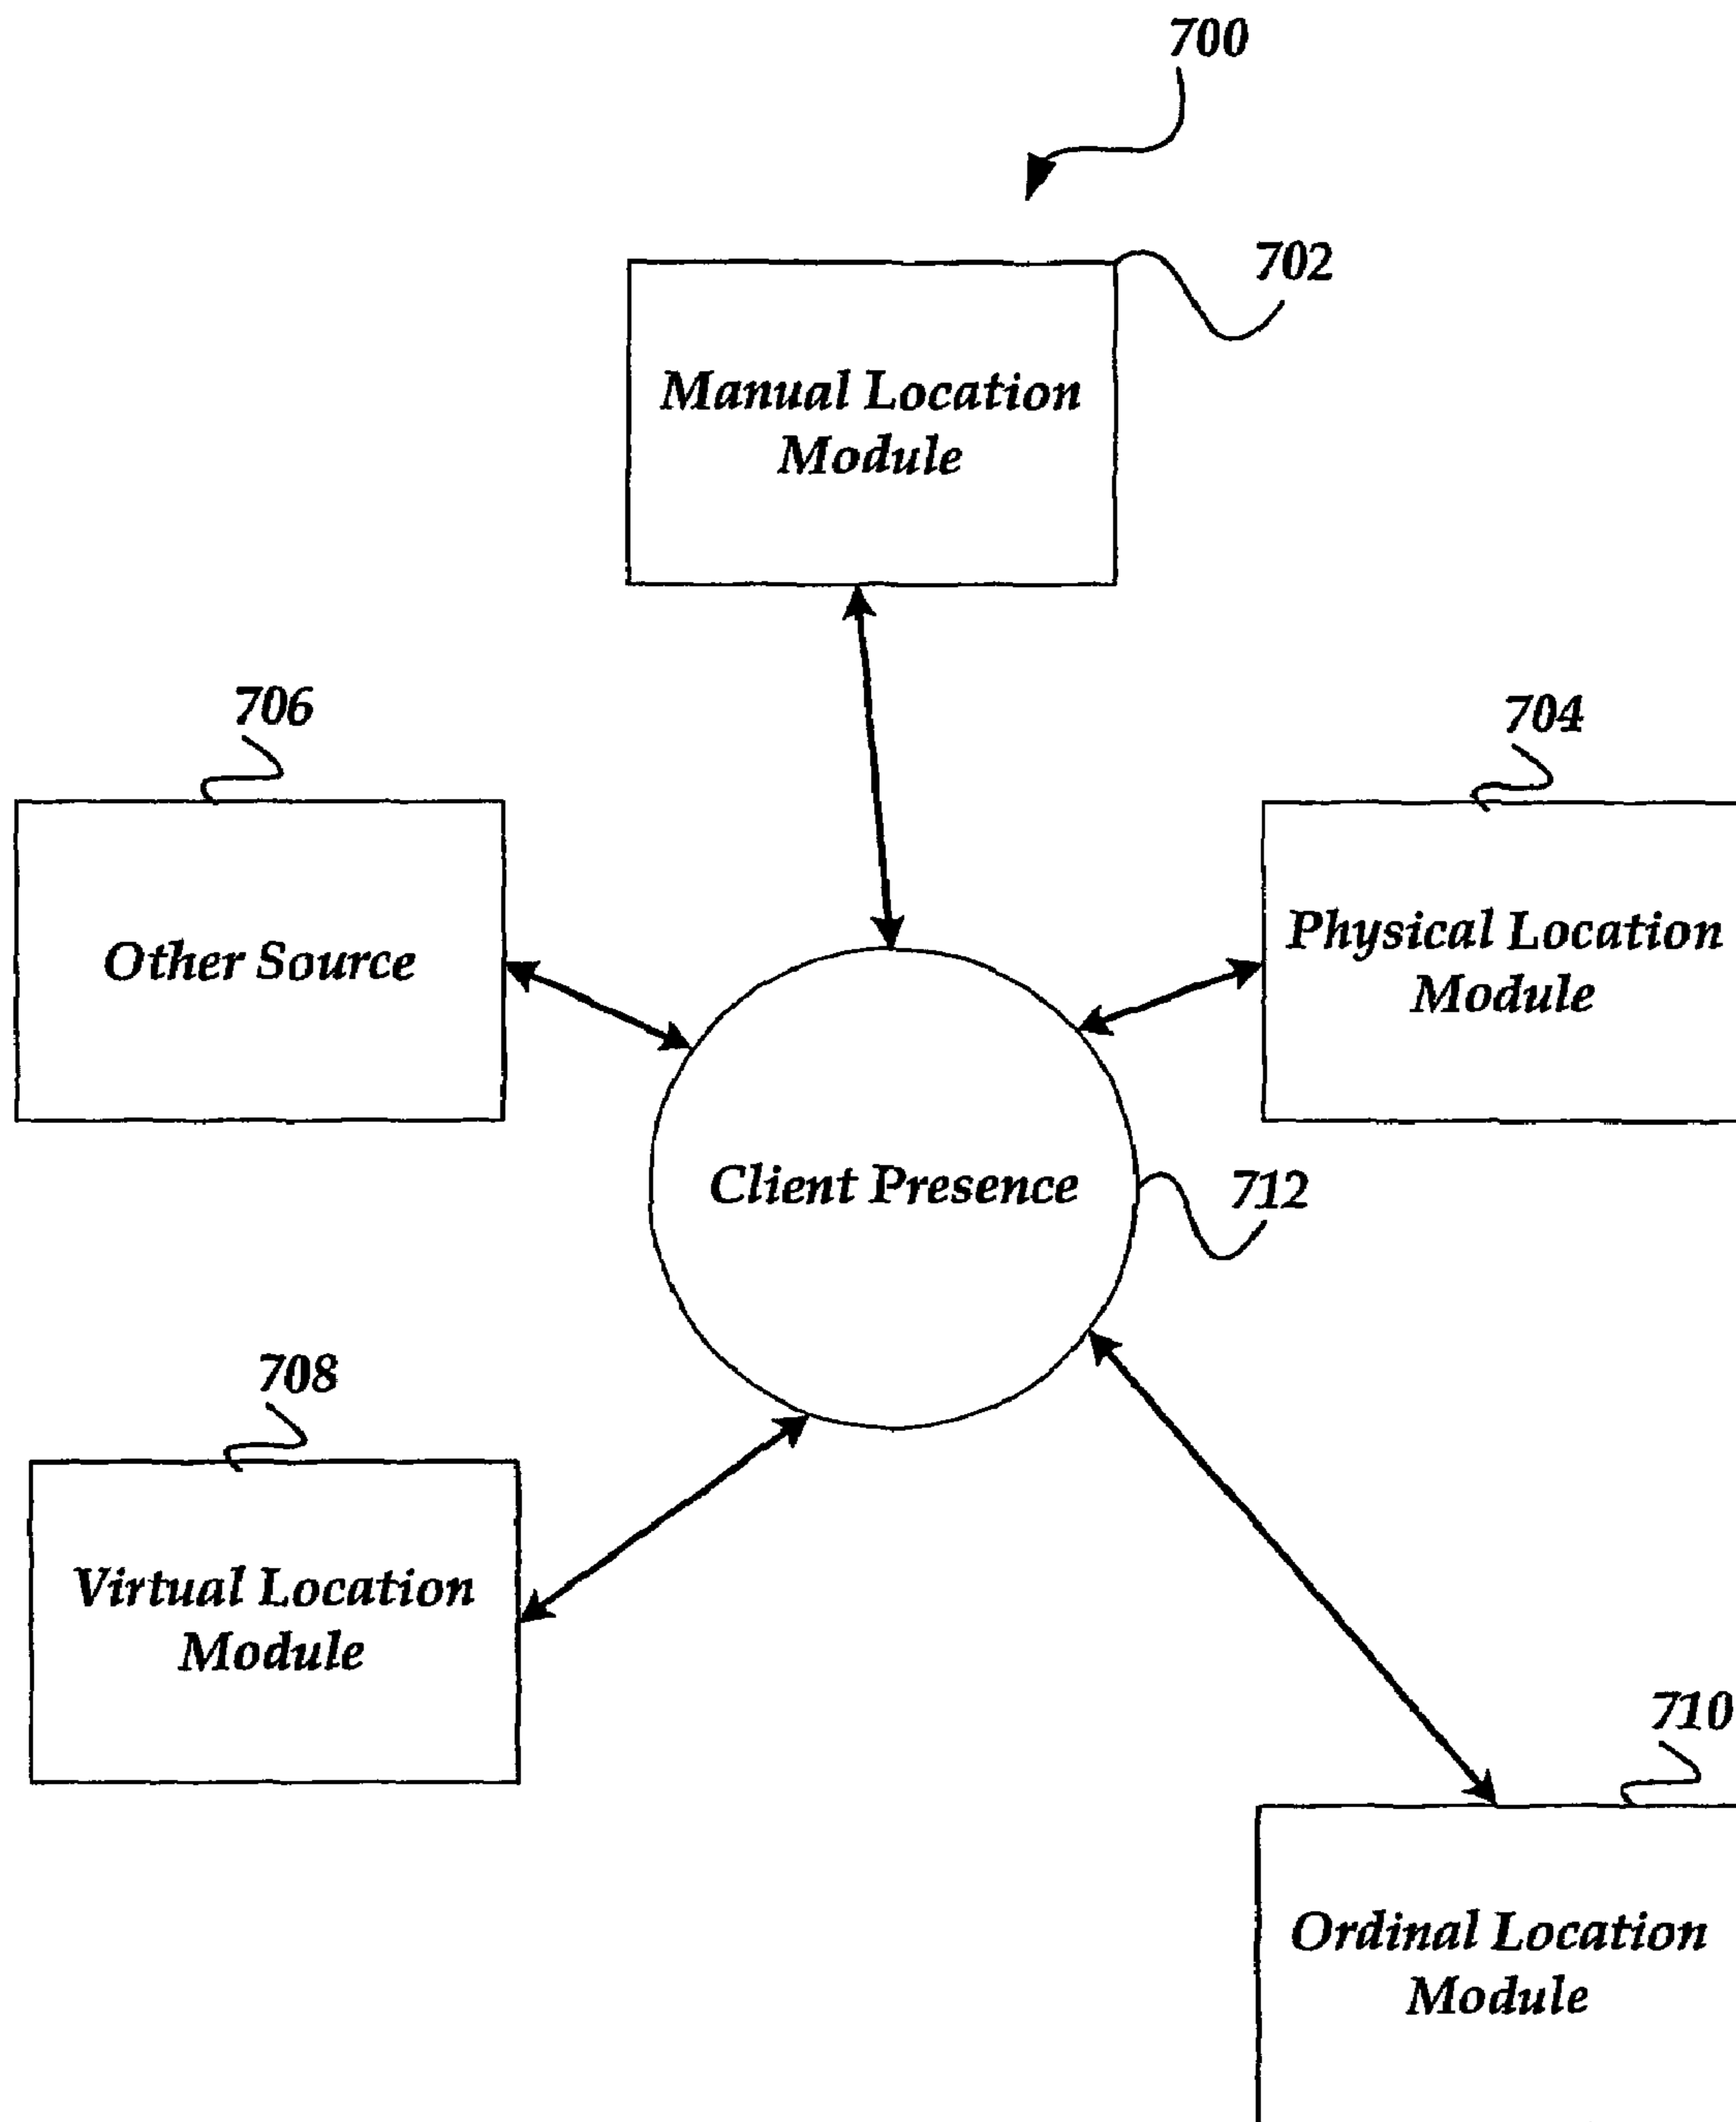 700
702
Manual Location
Module
706
704
Other Source
Physical Location
Module
Client Presence
712
708
Virtual Location
Module
710
Ordinal Location
Module